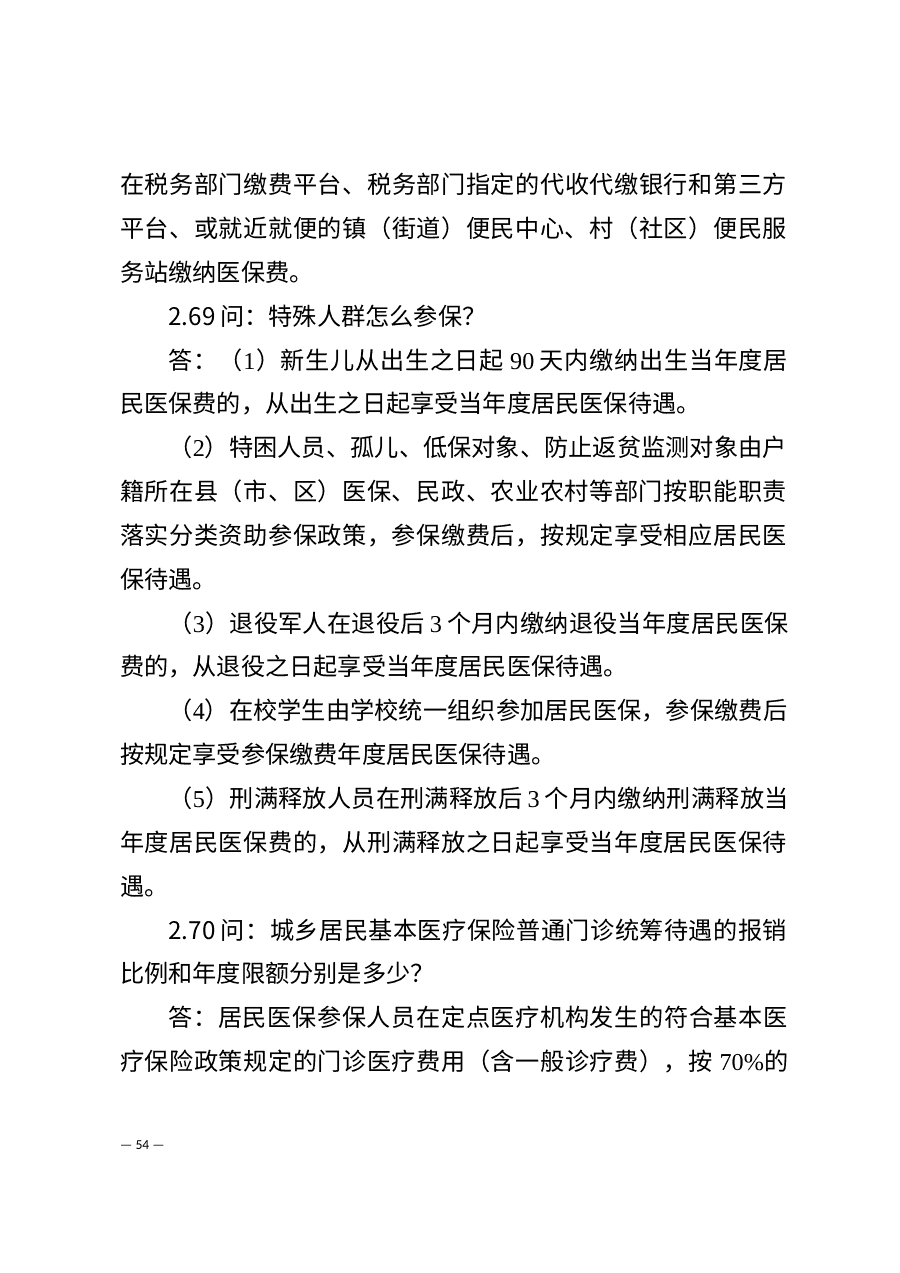 在税务部门缴费平台、税务部门指定的代收代缴银行和第三方
平台、或就近就便的镇（街道）便民中心、村（社区）便民服
务站缴纳医保费。
2.69 问：特殊人群怎么参保？
答：（1）新生儿从出生之日起 90 天内缴纳出生当年度居
民医保费的，从出生之日起享受当年度居民医保待遇。
（2）特困人员、孤儿、低保对象、防止返贫监测对象由户
籍所在县（市、区）医保、民政、农业农村等部门按职能职责
落实分类资助参保政策，参保缴费后，按规定享受相应居民医
保待遇。
（3）退役军人在退役后 3 个月内缴纳退役当年度居民医保
费的，从退役之日起享受当年度居民医保待遇。
（4）在校学生由学校统一组织参加居民医保，参保缴费后
按规定享受参保缴费年度居民医保待遇。
（5）刑满释放人员在刑满释放后 3 个月内缴纳刑满释放当
年度居民医保费的，从刑满释放之日起享受当年度居民医保待
遇。
2.70 问：城乡居民基本医疗保险普通门诊统筹待遇的报销
比例和年度限额分别是多少？
答：居民医保参保人员在定点医疗机构发生的符合基本医
疗保险政策规定的门诊医疗费用（含一般诊疗费），按 70%的
— 54 —